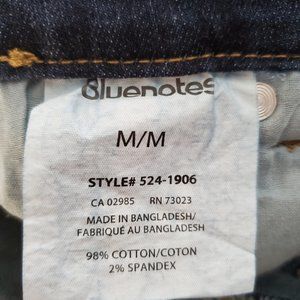 Bluenotes
M/M
STYLE# 524-1906
CA 02985 RN 73023
MADE IN BANGLADESH/
FABRIQUÉ AU BANGLADESH
98% COTTON/COTON
2% SPANDEX